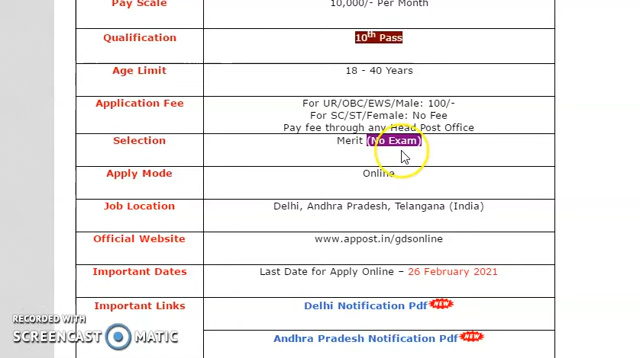 Pay Scale
10,000/- Per Month
Qualification
10th Pass
Age Limit
18 - 40 Years
Application Fee
For UR/OBC/EWS/Male: 100/-
For SC/ST/Female: No Fee
Pay fee through any Head Post Office
Selection
Merit (No Exam)
Apply Mode
Online
Job Location
Delhi, Andhra Pradesh, Telangana (India)
Official Website
www.appost.in/gdsonline
Important Dates
Last Date for Apply Online – 26 February 2021
Important Links
Delhi Notification Pdf NEW
Andhra Pradesh Notification Pdf NEW
RECORDED WITH
SCREENCAST MATIC